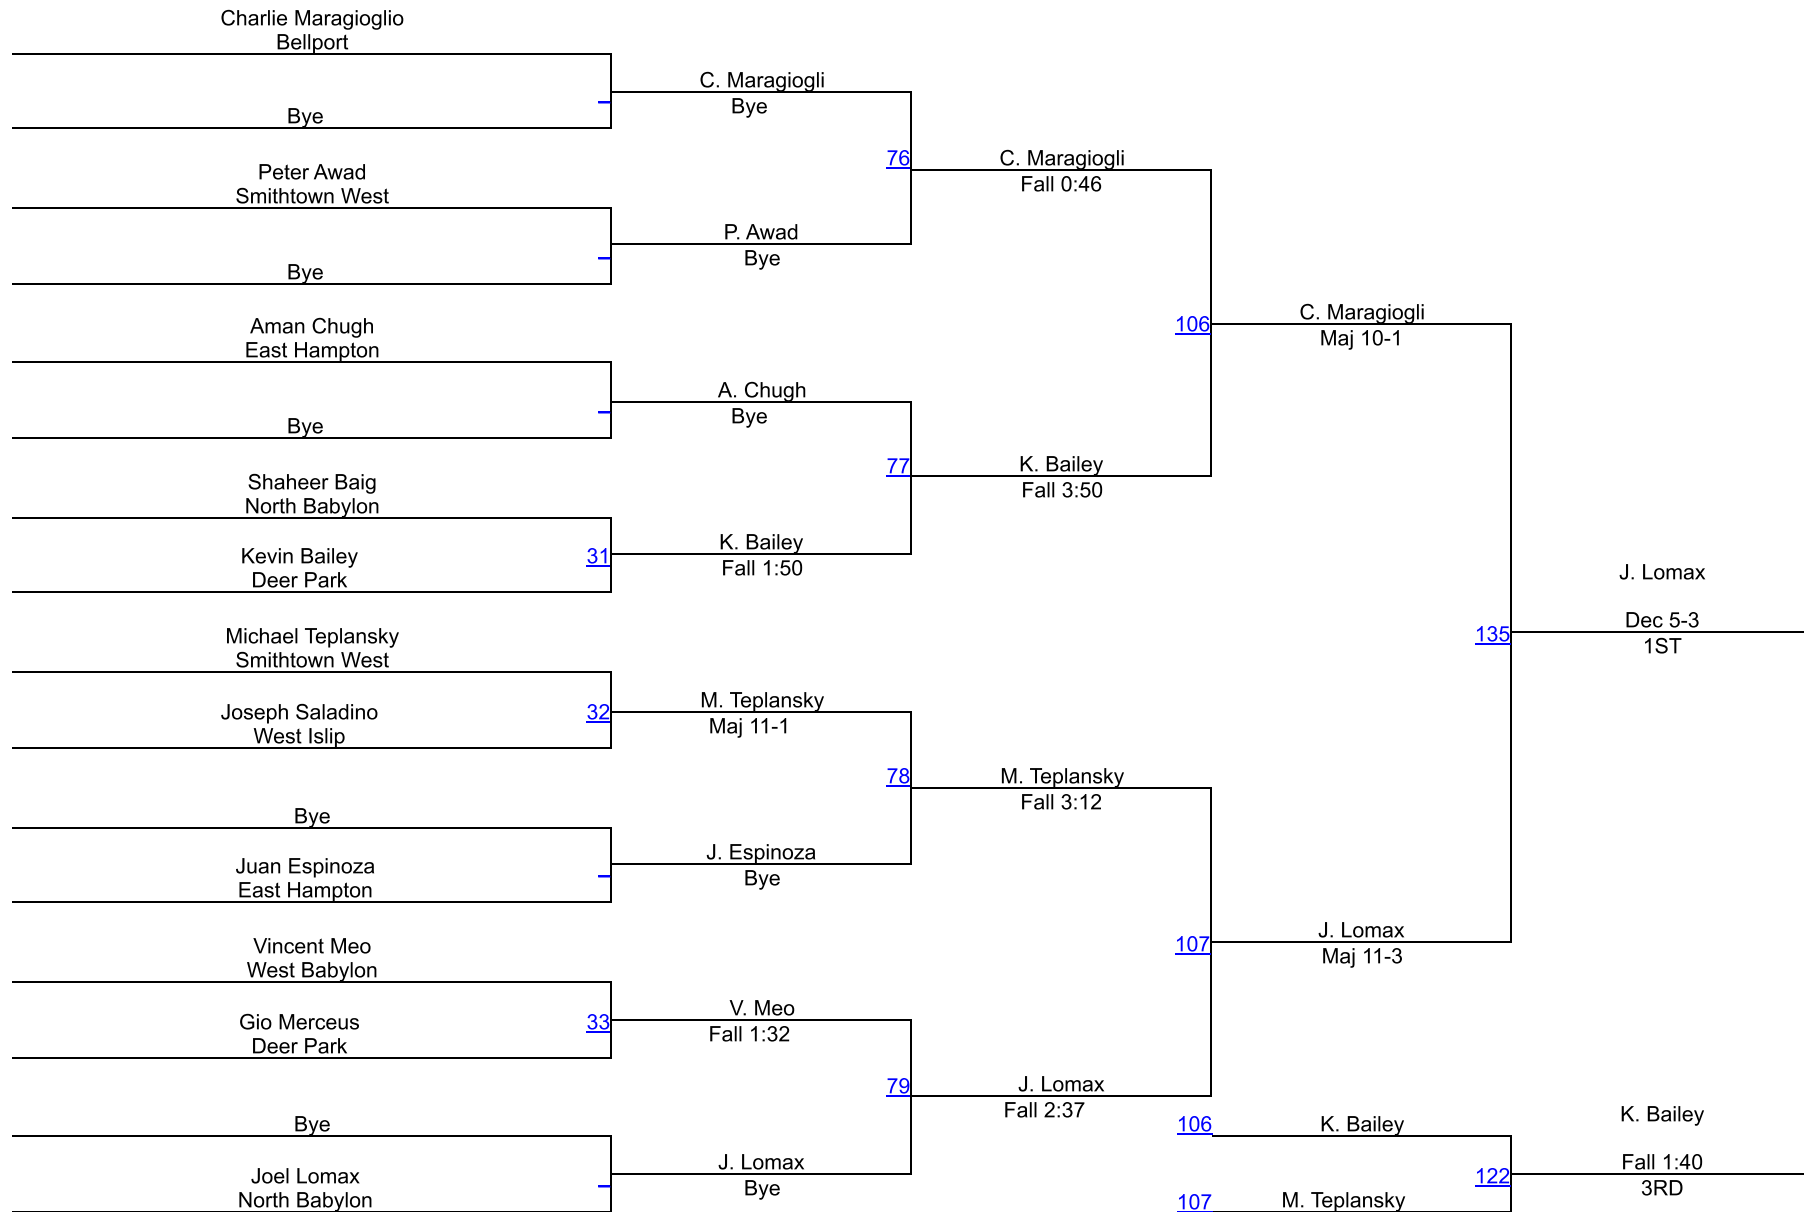 Charlie Maragioglio
Bellport
Bye
Peter Awad
Smithtown West
Bye
Aman Chugh
East Hampton
Bye
Shaheer Baig
North Babylon
Kevin Bailey
Deer Park
31
Michael Teplansky
Smithtown West
Joseph Saladino
West Islip
32
Bye
Juan Espinoza
East Hampton
Vincent Meo
West Babylon
Gio Merceus
Deer Park
33
Bye
Joel Lomax
North Babylon
C. Maragiogli
Bye
76
P. Awad
Bye
A. Chugh
Bye
77
K. Bailey
Fall 1:50
M. Teplansky
Maj 11-1
78
J. Espinoza
Bye
V. Meo
Fall 1:32
79
J. Lomax
Bye
C. Maragiogli
Fall 0:46
106
K. Bailey
Fall 3:50
M. Teplansky
Fall 3:12
107
J. Lomax
Fall 2:37
C. Maragiogli
Maj 10-1
135
J. Lomax
Maj 11-3
J. Lomax
Dec 5-3
1ST
106
K. Bailey
122
107
M. Teplansky
K. Bailey
Fall 1:40
3RD